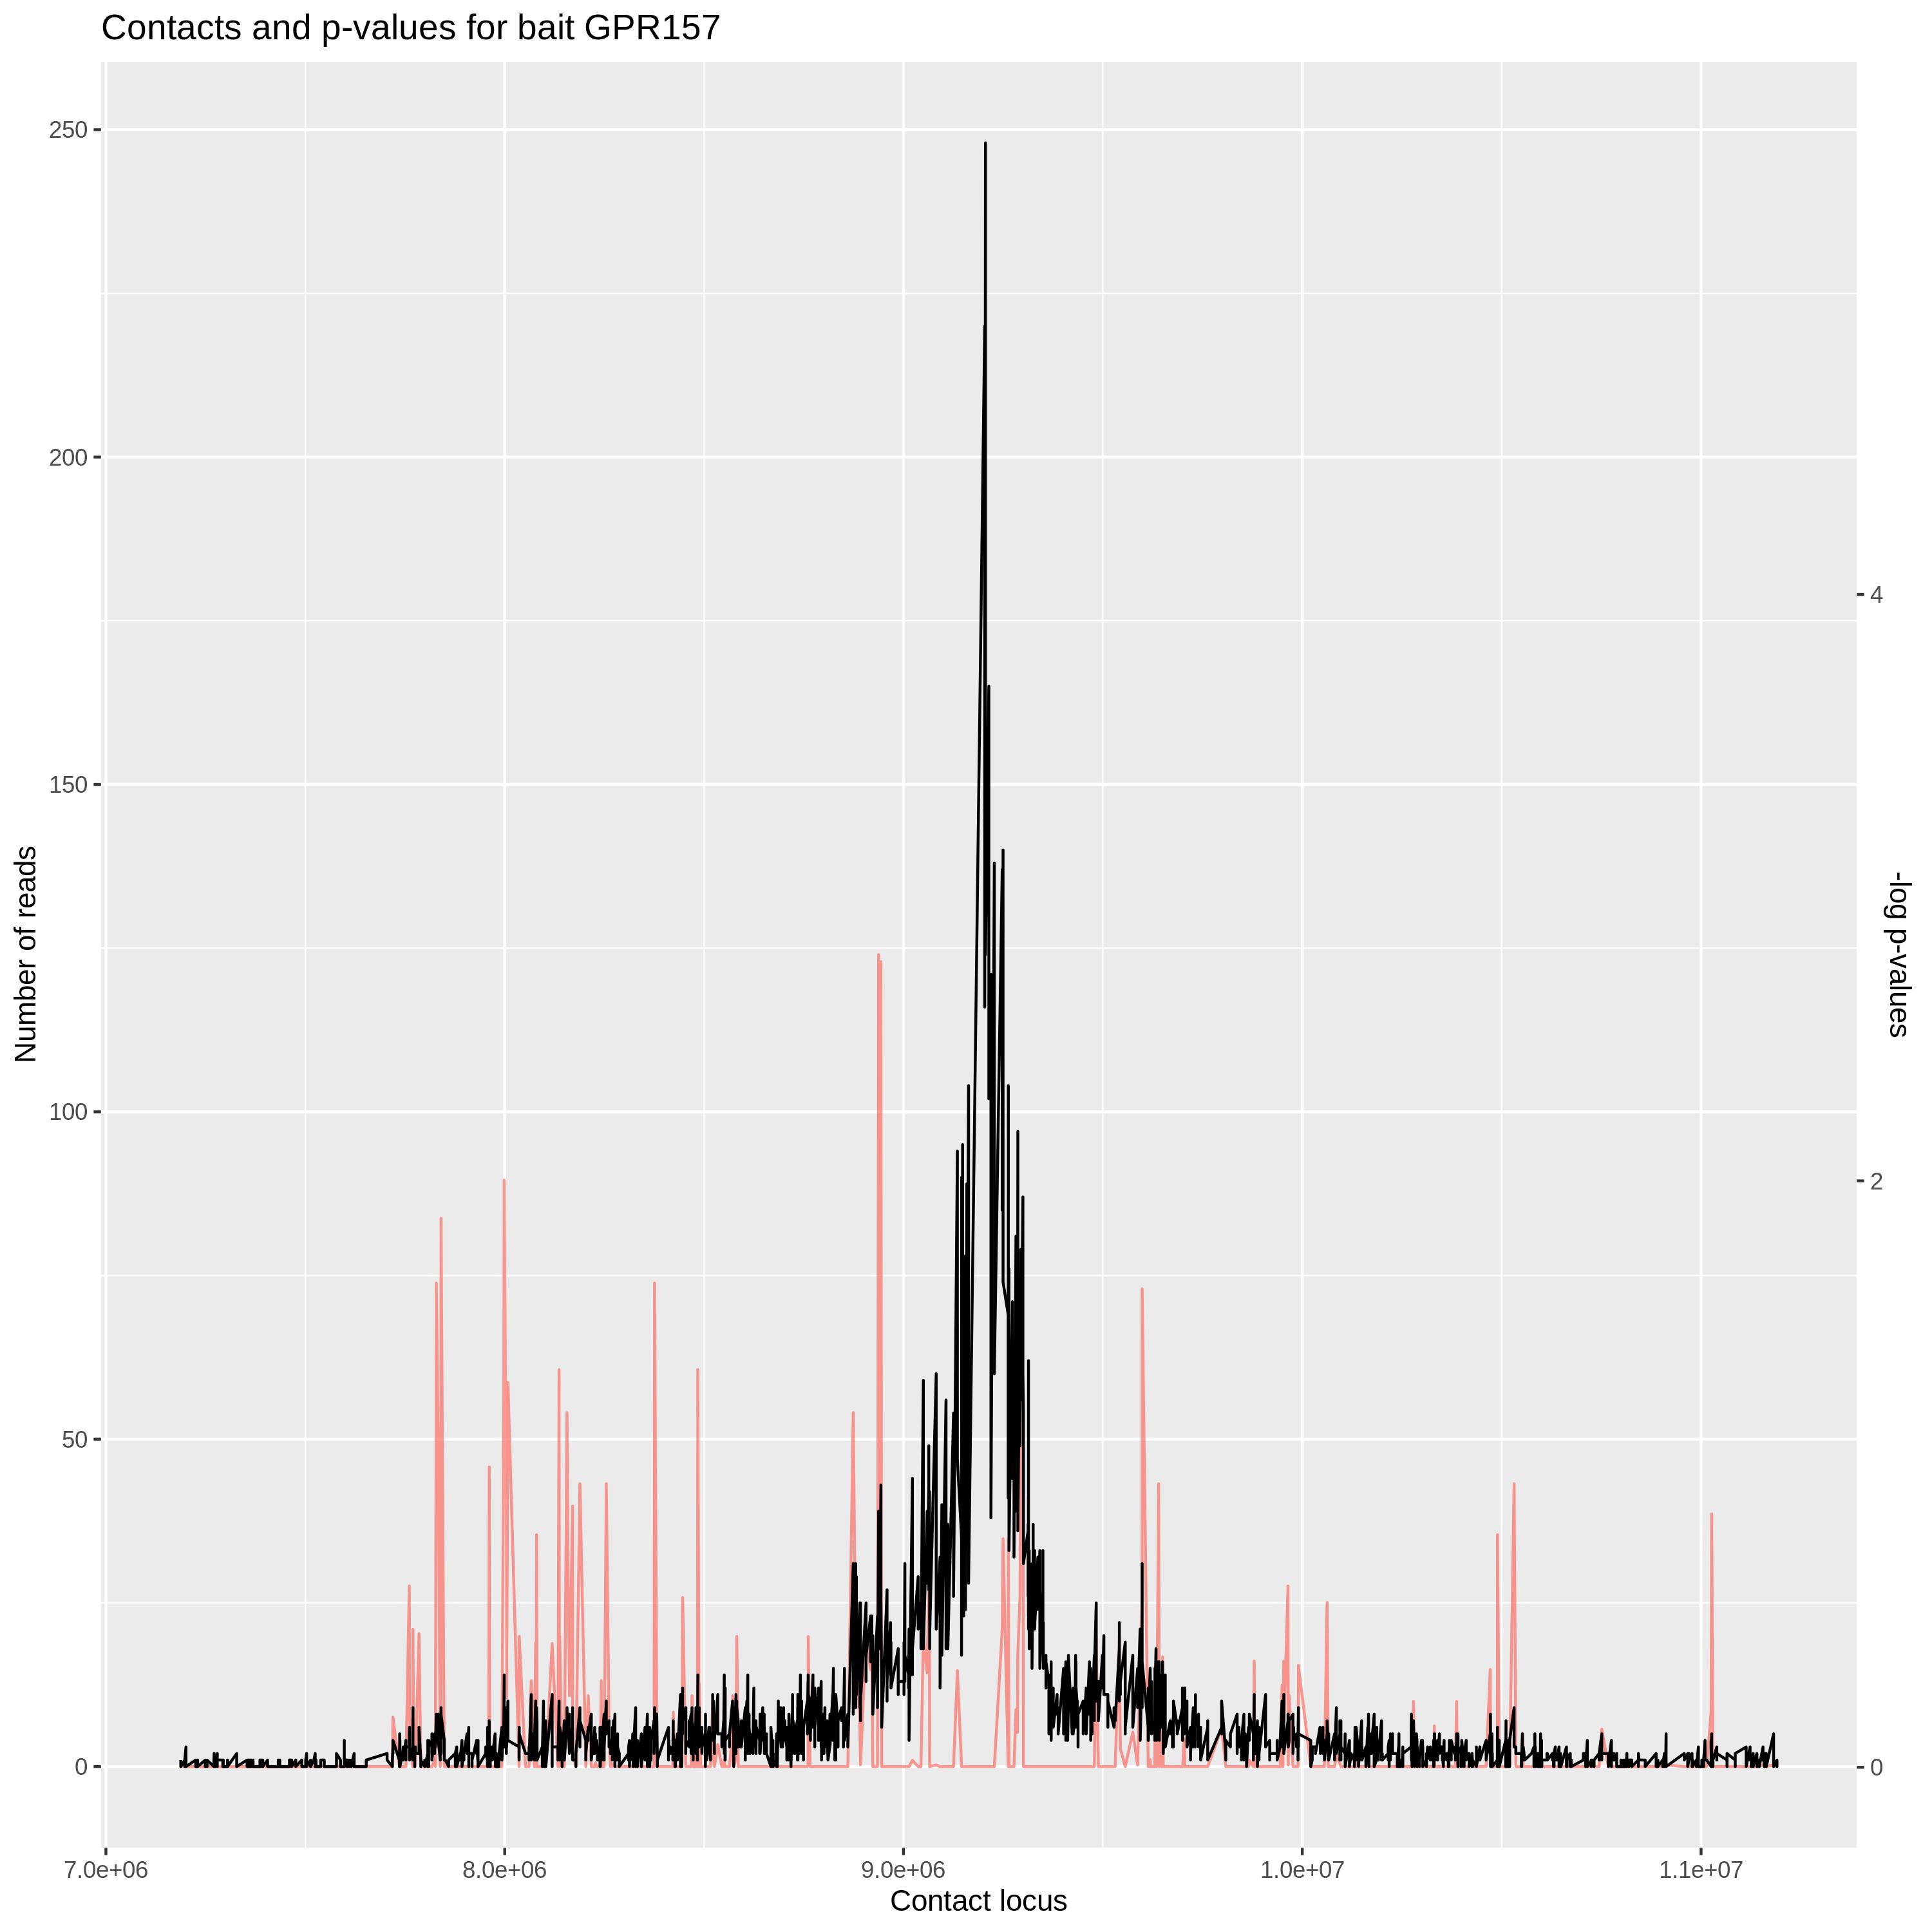 Contacts and p-values for bait GPR157
250
200
150
100
50
0
Number of reads
4
2
0
-log p-values
7.0e+06 8.0e+06 9.0e+06 1.0e+07 1.1e+07
Contact locus